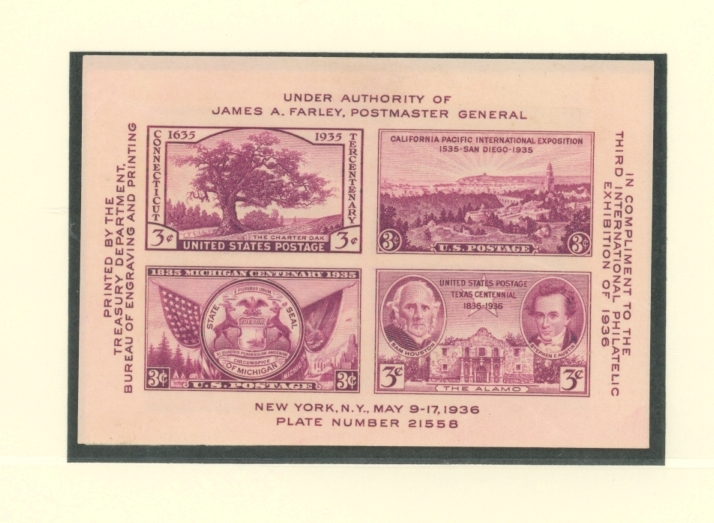 UNDER AUTHORITY OF
JAMES A. FARLEY, POSTMASTER GENERAL
PRINTED BY THE
TREASURY DEPARTMENT,
BUREAU OF ENGRAVING AND PRINTING
1635 1935
CONNECTICUT
TERCENTENARY
THE CHARTER OAK
3¢ UNITED STATES POSTAGE 3¢
CALIFORNIA PACIFIC INTERNATIONAL EXPOSITION
1535-SAN DIEGO-1935
3¢ U.S. POSTAGE 3¢
1835 MICHIGAN CENTENARY 1935
STATE SEAL
OF MICHIGAN
3¢ U.S. POSTAGE 3¢
UNITED STATES POSTAGE
TEXAS CENTENNIAL
1836-1936
SAM HOUSTON
STEPHEN F. AUSTIN
3¢ THE ALAMO 3¢
IN COMPLIMENT TO THE
THIRD INTERNATIONAL PHILATELIC
EXHIBITION OF 1936
NEW YORK, N.Y., MAY 9-17, 1936
PLATE NUMBER 21558